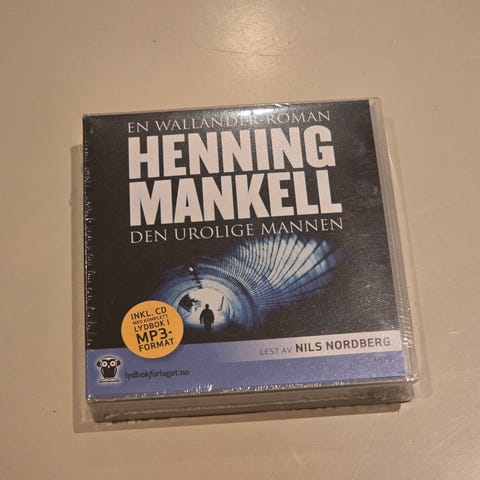 EN WALLANDER-ROMAN
HENNING
MANKELL
DEN UROLIGE MANNEN
INKL. CD
MED KOMPLETT
LYDBOK I
MP3-
FORMAT
LEST AV NILS NORDBERG
lydbokforlaget.no